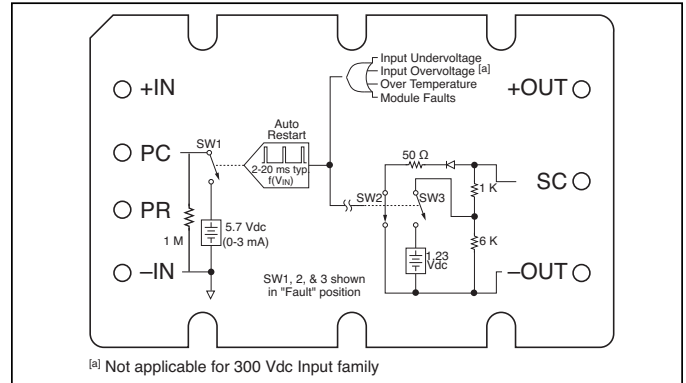 Input Undervoltage
Input Overvoltage [a]
Over Temperature
Module Faults
+IN
+OUT
Auto
Restart
PC
SW1
2-20 ms typ.
f(VIN)
50 Ω
SC
1 K
SW2
SW3
PR
5.7 Vdc
(0-3 mA)
1 M
6 K
1.23
Vdc
–IN
SW1, 2, & 3 shown
in "Fault" position
–OUT
[a] Not applicable for 300 Vdc Input family